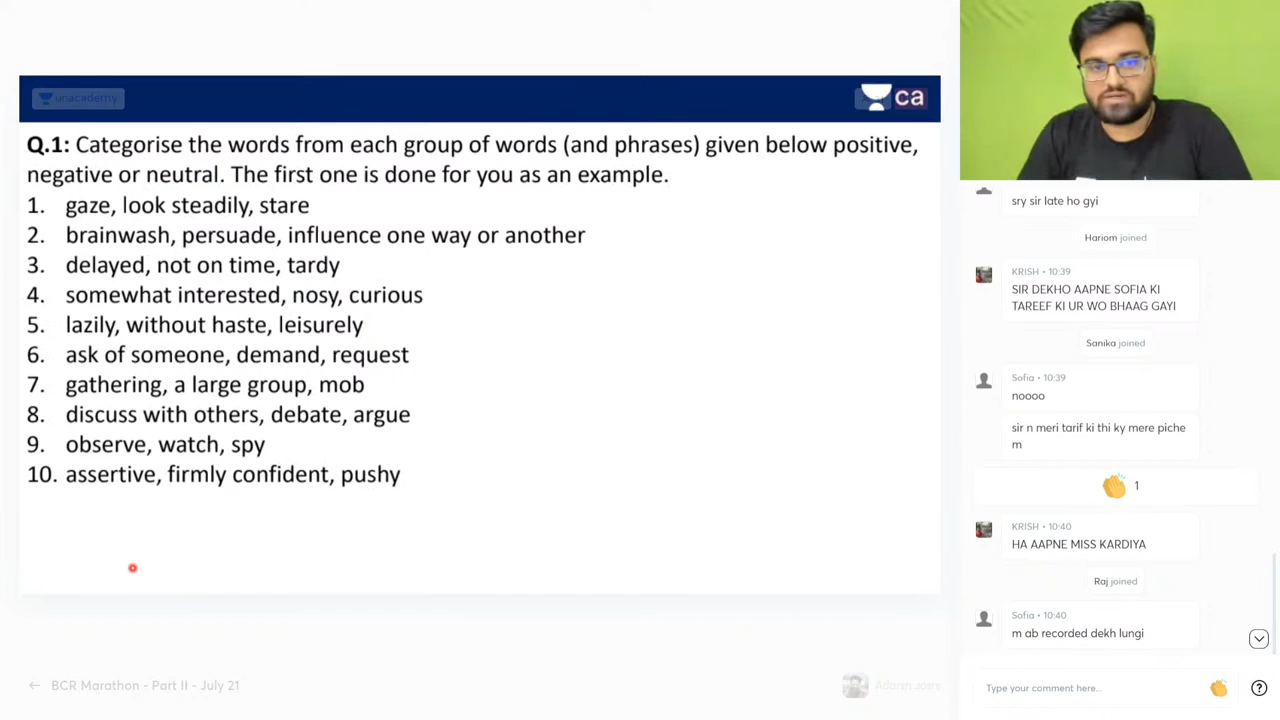 unacademy
ca
Q.1: Categorise the words from each group of words (and phrases) given below positive,
negative or neutral. The first one is done for you as an example.
1. gaze, look steadily, stare
2. brainwash, persuade, influence one way or another
3. delayed, not on time, tardy
4. somewhat interested, nosy, curious
5. lazily, without haste, leisurely
6. ask of someone, demand, request
7. gathering, a large group, mob
8. discuss with others, debate, argue
9. observe, watch, spy
10. assertive, firmly confident, pushy
BCR Marathon - Part II - July 21
sry sir late ho gyi
Hariom joined
KRISH • 10:39
SIR DEKHO AAPNE SOFIA KI
TAREEF KI UR WO BHAAG GAYI
Sanika joined
Sofia • 10:39
noooo
sir n meri tarif ki thi ky mere piche
m
1
KRISH • 10:40
HA AAPNE MISS KARDIYA
Raj joined
Sofia • 10:40
m ab recorded dekh lungi
Type your comment here...
?